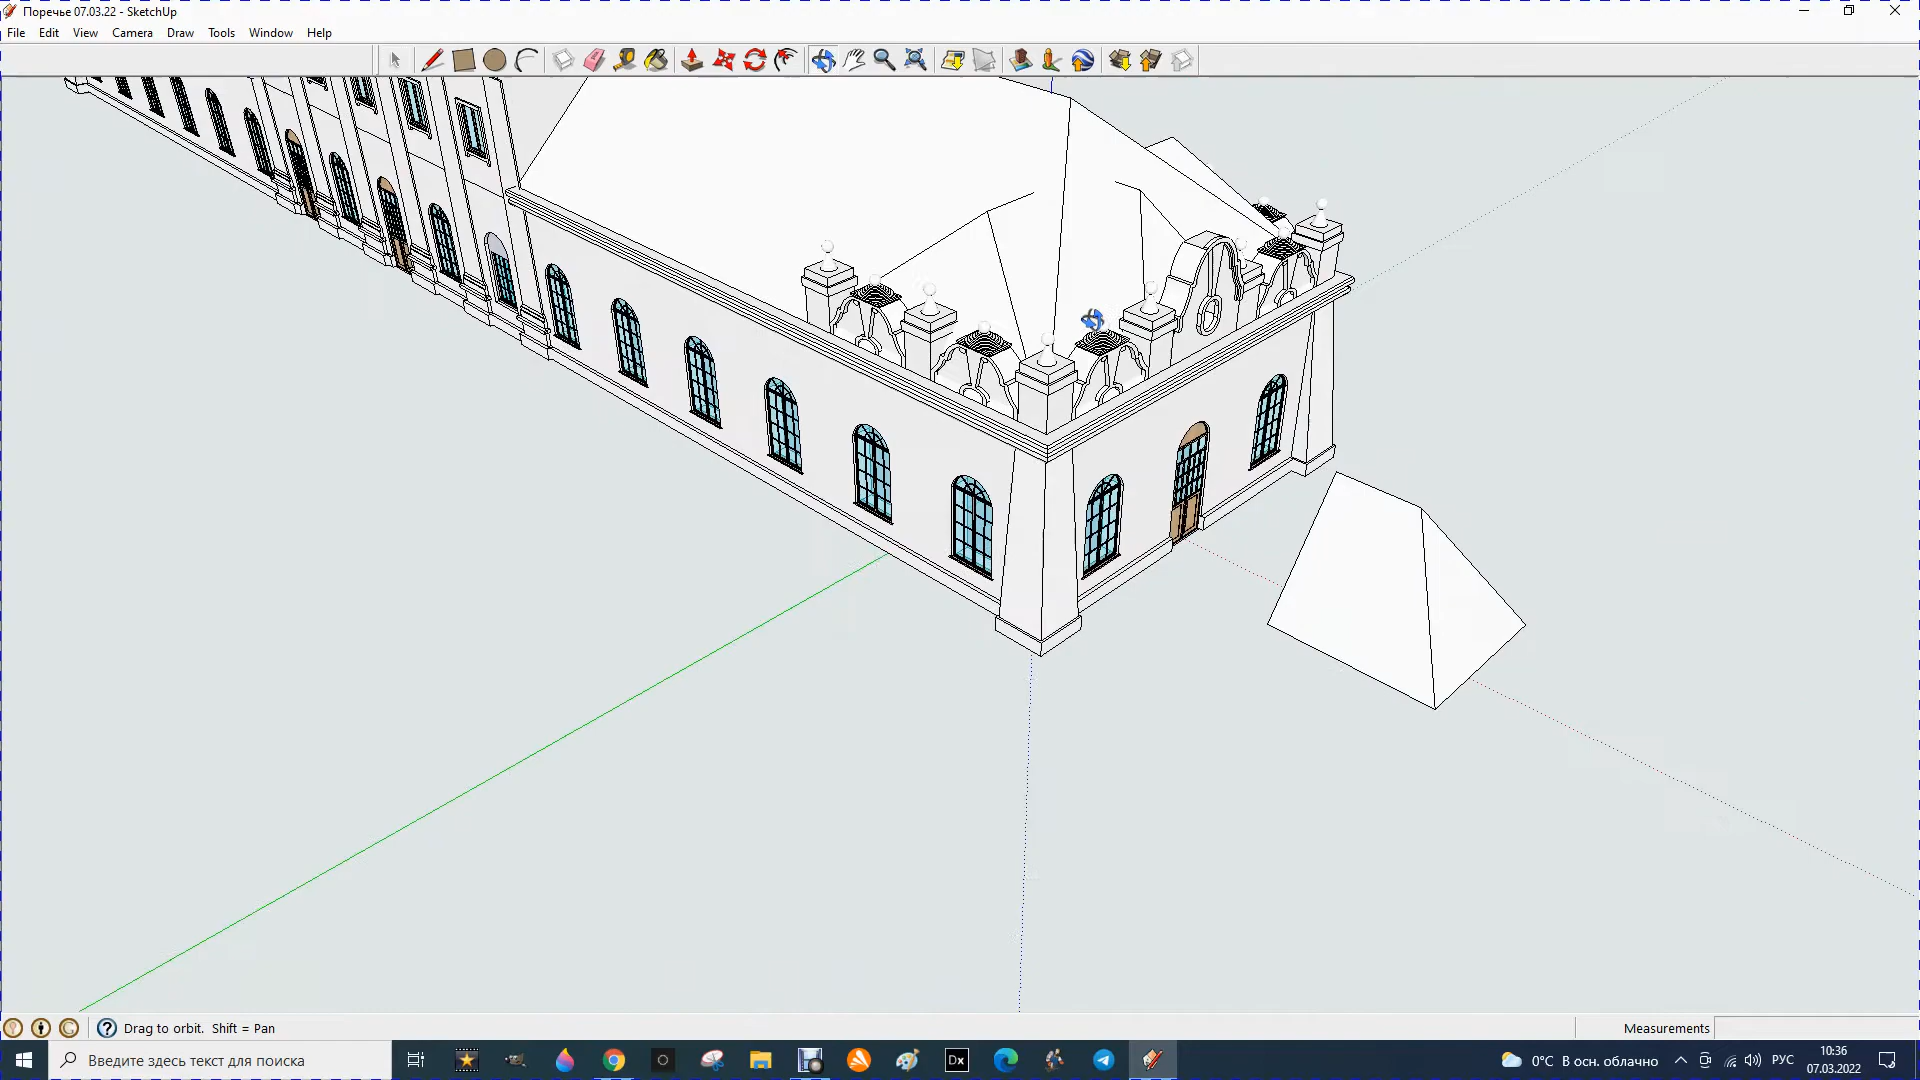 Поречье 07.03.22 - SketchUp
File Edit View Camera Draw Tools Window Help
Drag to orbit. Shift = Pan
Measurements
Введите здесь текст для поиска
Dx
0°C В осн. облачно
РУС
10:36
07.03.2022